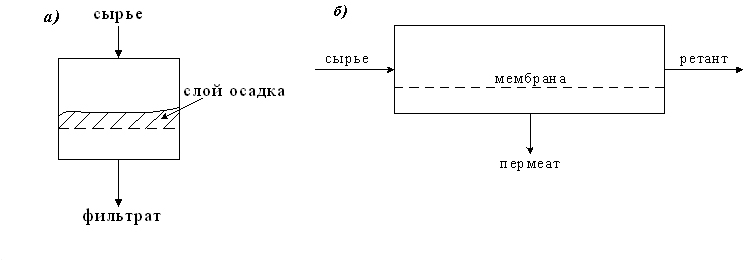 а)
сырье
слой осадка
фильтрат
б)
сырье
мембрана
ретант
пермеат